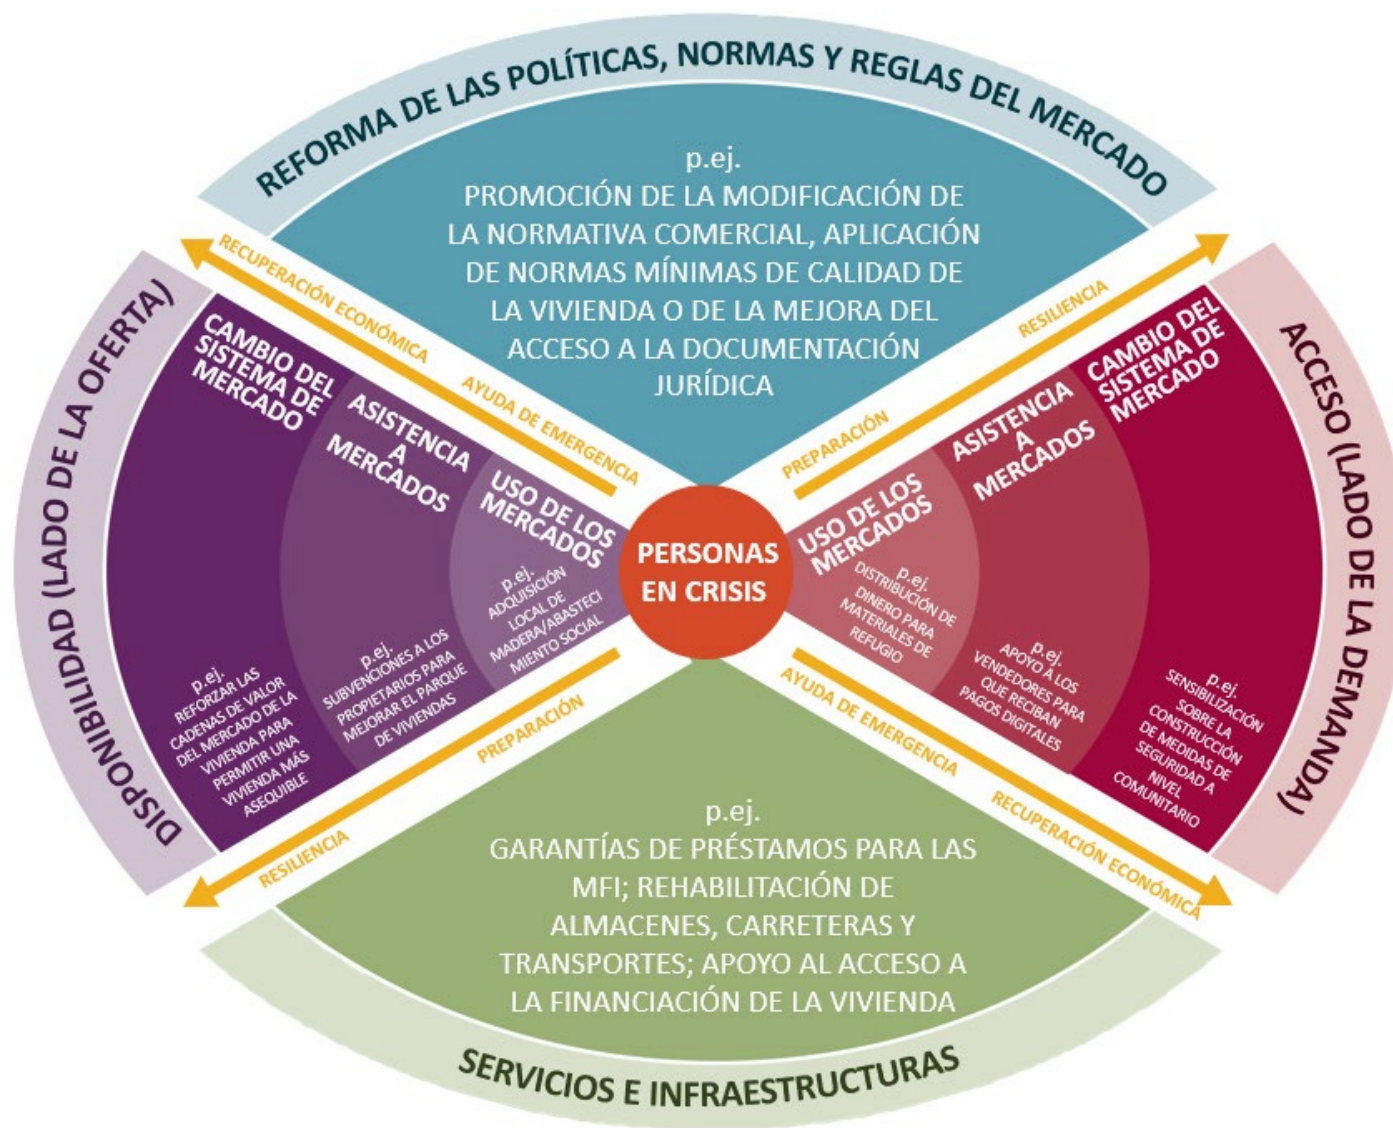 REFORMA DE LAS POLÍTICAS, NORMAS Y REGLAS DEL MERCADO
p.ej.
PROMOCIÓN DE LA MODIFICACIÓN DE
LA NORMATIVA COMERCIAL, APLICACIÓN
DE NORMAS MÍNIMAS DE CALIDAD DE
LA VIVIENDA O DE LA MEJORA DEL
ACCESO A LA DOCUMENTACIÓN
JURÍDICA
RECUPERACIÓN ECONÓMICA
AYUDA DE EMERGENCIA
PREPARACIÓN
RESILIENCIA
DISPONIBILIDAD (LADO DE LA OFERTA)
CAMBIO DEL
SISTEMA DE
MERCADO
p.ej.
REFORZAR LAS
CADENAS DE VALOR
DEL MERCADO DE LA
VIVIENDA PARA
PERMITIR UNA
VIVIENDA MÁS
ASEQUIBLE
ASISTENCIA
A
MERCADOS
p.ej.
SUBVENCIONES A LOS
PROPIETARIOS PARA
MEJORAR EL PARQUE
DE VIVIENDAS
USO DE LOS
MERCADOS
p.ej.
ADQUISICIÓN
LOCAL DE
MADERA/ABASTECI
MIENTO SOCIAL
PERSONAS
EN CRISIS
USO DE LOS
MERCADOS
p.ej.
DISTRIBUCIÓN DE
DINERO PARA
MATERIALES DE
REFUGIO
ASISTENCIA
A
MERCADOS
p.ej.
APOYO A LOS
VENDEDORES PARA
QUE RECIBAN
PAGOS DIGITALES
CAMBIO DEL
SISTEMA DE
MERCADO
p.ej.
SENSIBILIZACIÓN
SOBRE LA
CONSTRUCCIÓN
DE MEDIDAS DE
SEGURIDAD A
NIVEL
COMUNITARIO
ACCESO (LADO DE LA DEMANDA)
RESILIENCIA
PREPARACIÓN
AYUDA DE EMERGENCIA
RECUPERACIÓN ECONÓMICA
p.ej.
GARANTÍAS DE PRÉSTAMOS PARA LAS
MFI; REHABILITACIÓN DE
ALMACENES, CARRETERAS Y
TRANSPORTES; APOYO AL ACCESO A
LA FINANCIACIÓN DE LA VIVIENDA
SERVICIOS E INFRAESTRUCTURAS